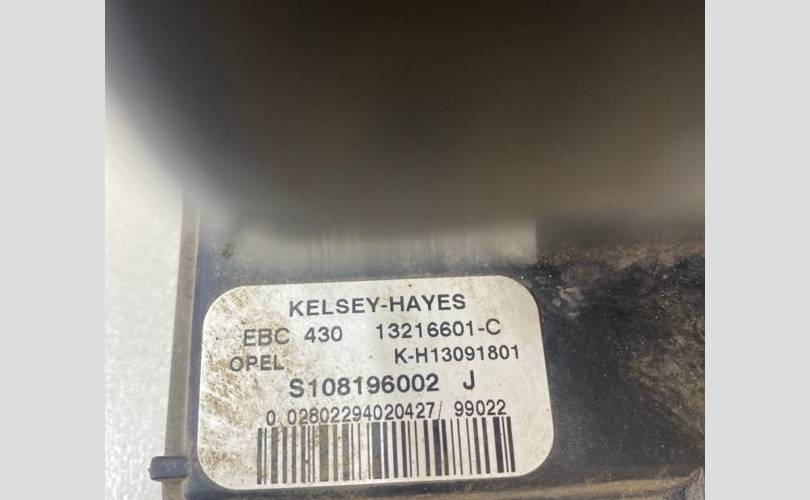 KELSEY-HAYES
EBC 430 13216601-C
OPEL K-H13091801
S108196002 J
0 02802294020427/ 99022